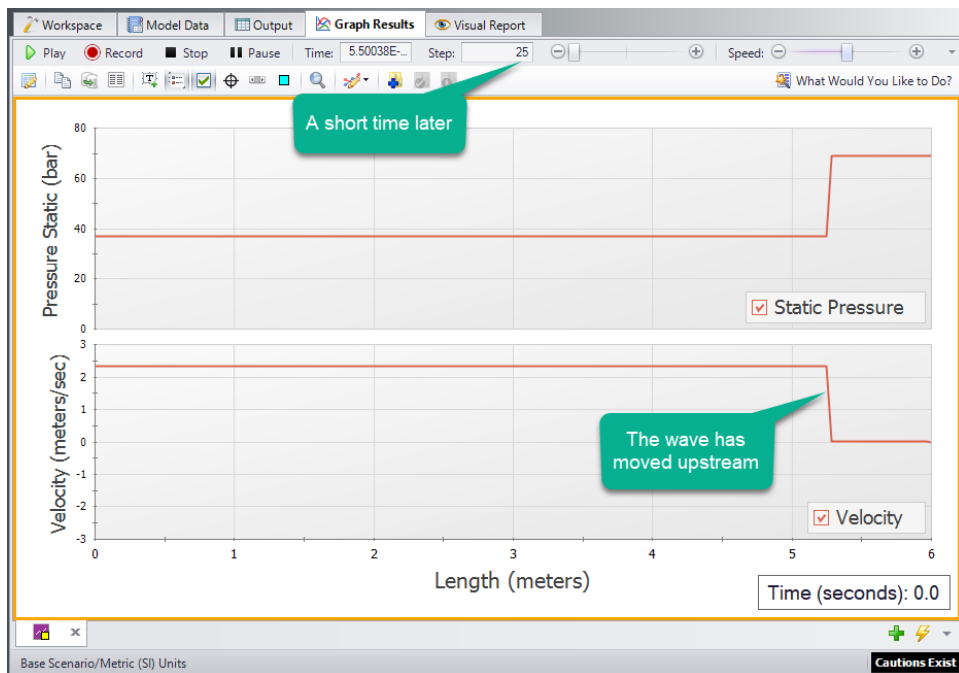 Workspace Model Data Output Graph Results Visual Report
Play Record Stop Pause Time: 5.50038E-... Step: 25 Speed:
What Would You Like to Do?
A short time later
Pressure Static (bar)
80
60
40
20
0
Static Pressure
Velocity (meters/sec)
3
2
1
0
-1
-2
-3
The wave has
moved upstream
Velocity
0 1 2 3 4 5 6
Length (meters)
Time (seconds): 0.0
Base Scenario/Metric (SI) Units
Cautions Exist